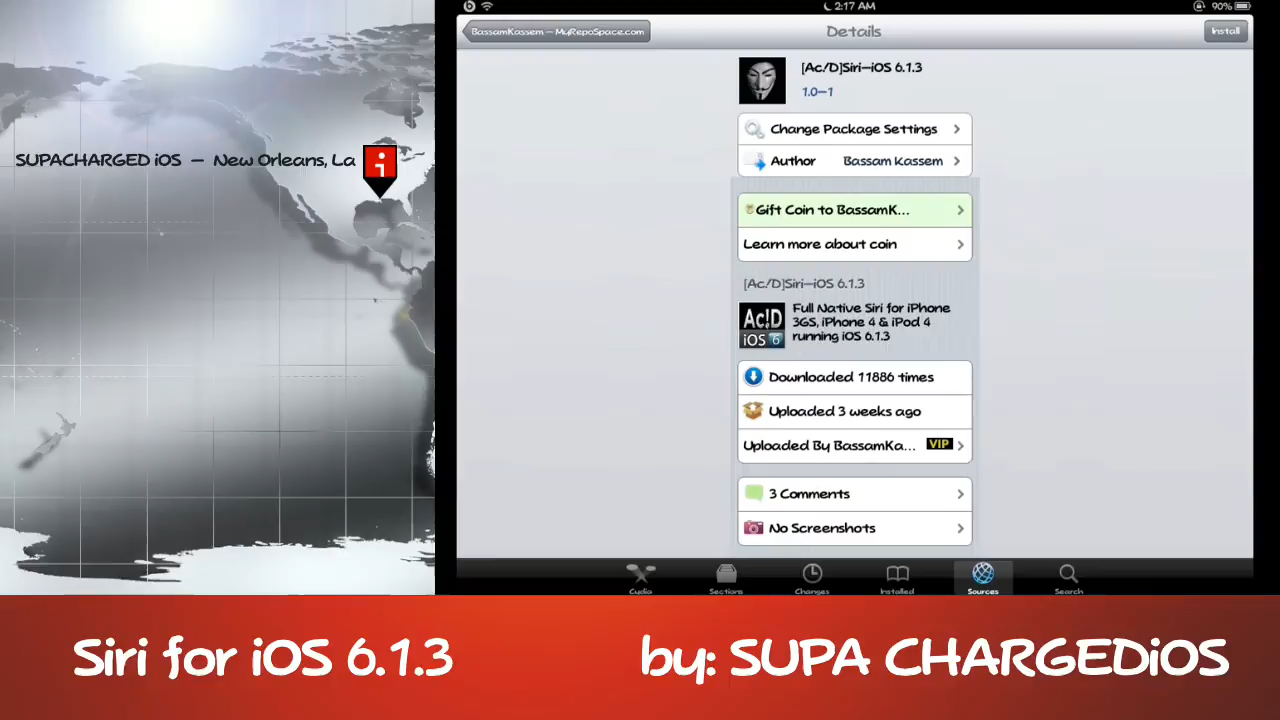 2:17 AM
90%
BassamKassem – MyRepoSpace.com
Details
Install
[Ac!D]Siri–iOS 6.1.3
1.0–1
Change Package Settings
Author Bassam Kassem
Gift Coin to BassamK...
Learn more about coin
[Ac!D]Siri–iOS 6.1.3
Ac!D
iOS 6
Full Native Siri for iPhone
3GS, iPhone 4 & iPod 4
running iOS 6.1.3
Downloaded 11886 times
Uploaded 3 weeks ago
Uploaded By BassamKa... VIP
3 Comments
No Screenshots
Cydia Sections Changes Installed Sources Search
SUPACHARGED iOS – New Orleans, La
Siri for iOS 6.1.3
by: SUPA CHARGEDiOS